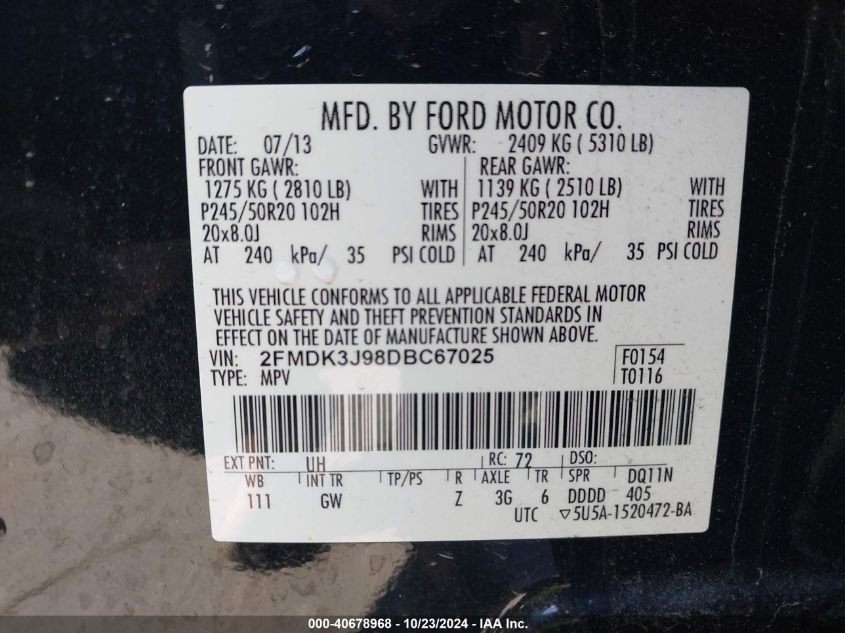 MFD. BY FORD MOTOR CO.
DATE: 07/13 GVWR: 2409 KG ( 5310 LB)
FRONT GAWR: REAR GAWR:
1275 KG ( 2810 LB) WITH 1139 KG ( 2510 LB) WITH
P245/50R20 102H TIRES P245/50R20 102H TIRES
20x8.0J RIMS 20x8.0J RIMS
AT 240 kPa/ 35 PSI COLD AT 240 kPa/ 35 PSI COLD
THIS VEHICLE CONFORMS TO ALL APPLICABLE FEDERAL MOTOR
VEHICLE SAFETY AND THEFT PREVENTION STANDARDS IN
EFFECT ON THE DATE OF MANUFACTURE SHOWN ABOVE.
VIN: 2FMDK3J98DBC67025 F0154
TYPE: MPV T0116
EXT PNT: UH RC: 72 DSO:
WB INT TR TP/PS R AXLE TR SPR DQ11N
111 GW Z 3G 6 DDDD 405
UTC ▽5U5A-1520472-BA
000-40678968 - 10/23/2024 - IAA Inc.